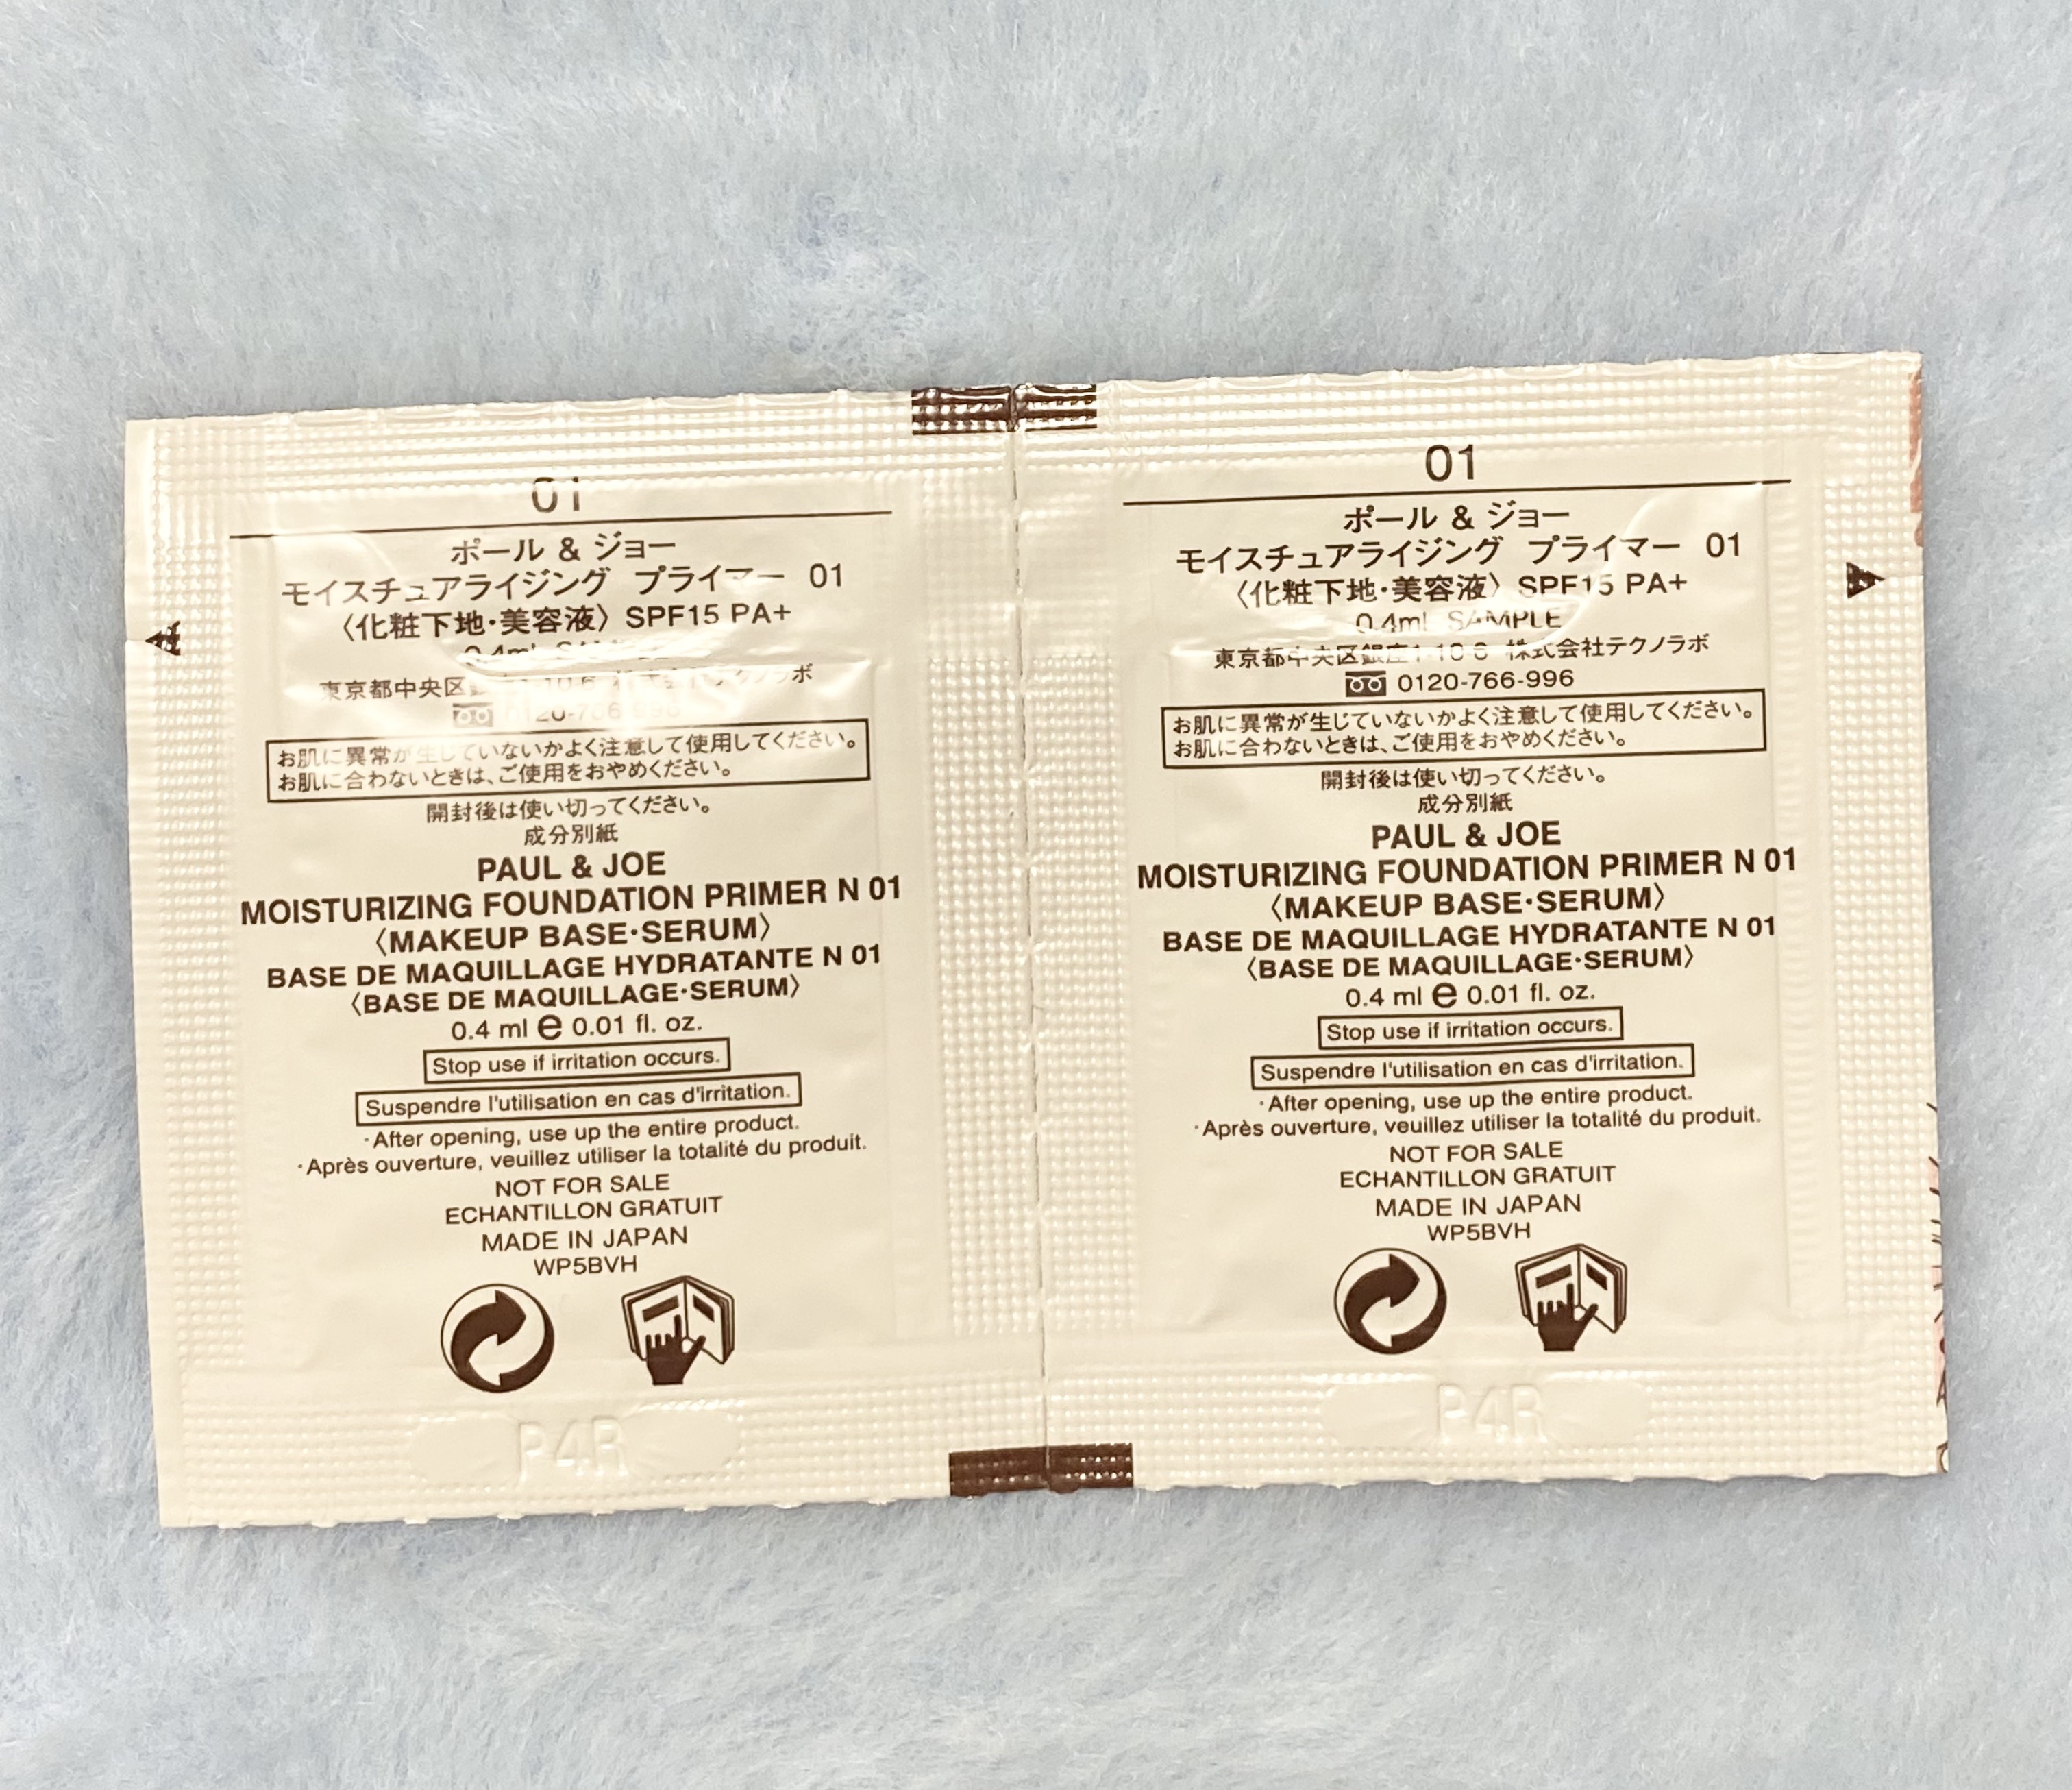 01
ポール & ジョー
モイスチュアライジング プライマー 01
〈化粧下地・美容液〉SPF15 PA+
東京都中央区
お肌に異常が生じていないかよく注意して使用してください。
お肌に合わないときは、ご使用をおやめください。
開封後は使い切ってください。
成分別紙
PAUL & JOE
MOISTURIZING FOUNDATION PRIMER N 01
〈MAKEUP BASE・SERUM〉
BASE DE MAQUILLAGE HYDRATANTE N 01
〈BASE DE MAQUILLAGE・SERUM〉
0.4 ml e 0.01 fl. oz.
Stop use if irritation occurs.
Suspendre l'utilisation en cas d'irritation.
・After opening, use up the entire product.
・Après ouverture, veuillez utiliser la totalité du produit.
NOT FOR SALE
ECHANTILLON GRATUIT
MADE IN JAPAN
WP5BVH
P4R
01
ポール & ジョー
モイスチュアライジング プライマー 01
〈化粧下地・美容液〉SPF15 PA+
0.4ml SAMPLE
東京都中央区銀座1-10-6 株式会社テクノラボ
0120-766-996
お肌に異常が生じていないかよく注意して使用してください。
お肌に合わないときは、ご使用をおやめください。
開封後は使い切ってください。
成分別紙
PAUL & JOE
MOISTURIZING FOUNDATION PRIMER N 01
〈MAKEUP BASE・SERUM〉
BASE DE MAQUILLAGE HYDRATANTE N 01
〈BASE DE MAQUILLAGE・SERUM〉
0.4 ml e 0.01 fl. oz.
Stop use if irritation occurs.
Suspendre l'utilisation en cas d'irritation.
・After opening, use up the entire product.
・Après ouverture, veuillez utiliser la totalité du produit.
NOT FOR SALE
ECHANTILLON GRATUIT
MADE IN JAPAN
WP5BVH
P4R